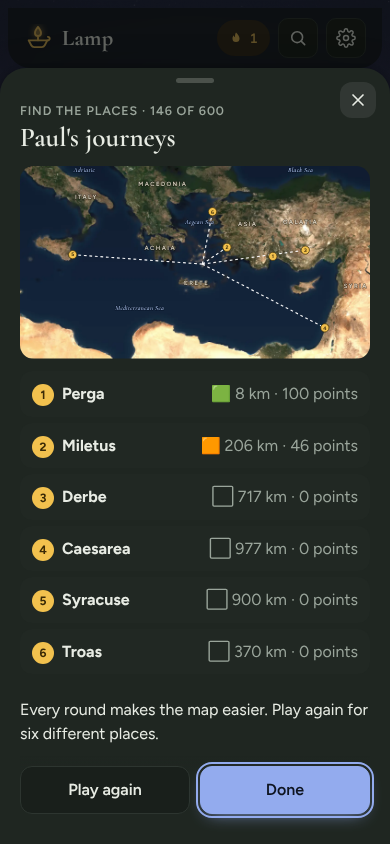 Lamp
1
FIND THE PLACES · 146 OF 600
Paul's journeys
Adriatic
Black Sea
MACEDONIA
ITALY
Aegean Sea
ASIA
GALATIA
ACHAIA
CRETE
SYRIA
Mediterranean Sea
1 Perga 8 km · 100 points
2 Miletus 206 km · 46 points
3 Derbe 717 km · 0 points
4 Caesarea 977 km · 0 points
5 Syracuse 900 km · 0 points
6 Troas 370 km · 0 points
Every round makes the map easier. Play again for
six different places.
Play again
Done